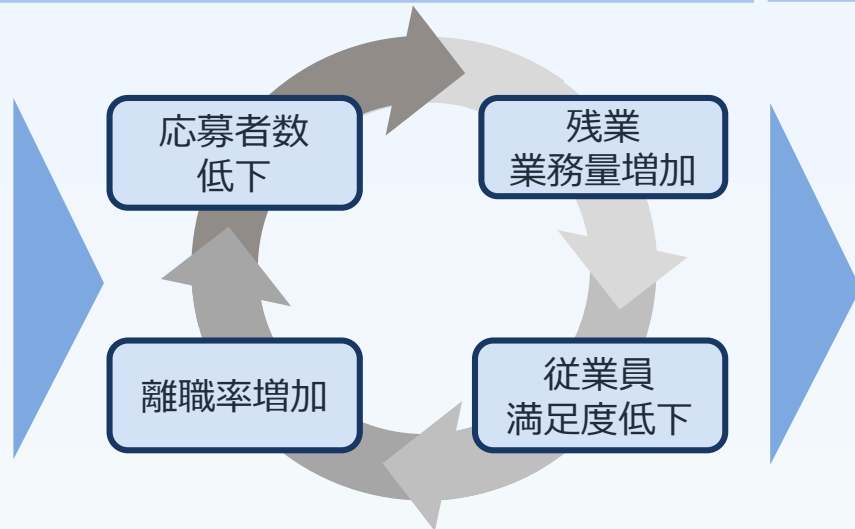 応募者数
低下
残業
業務量増加
離職率増加
従業員
満足度低下